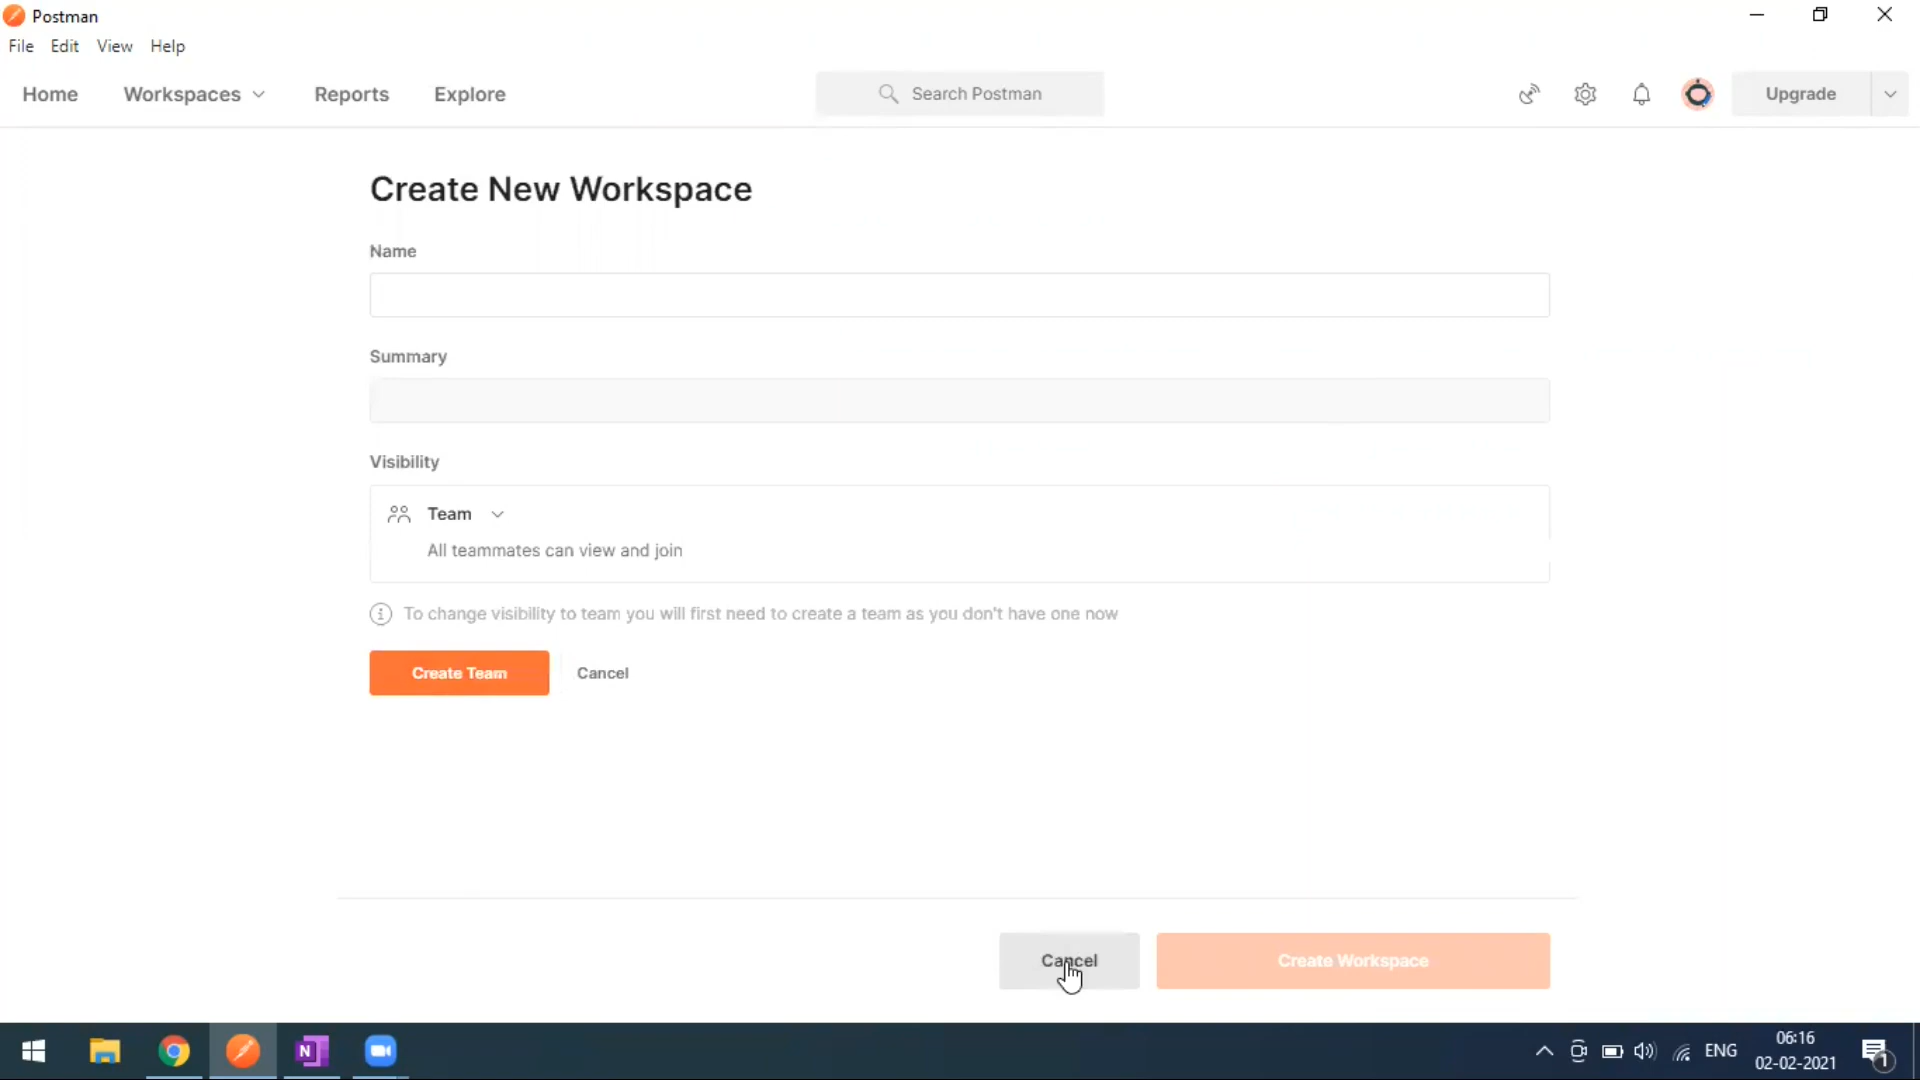 Postman
File Edit View Help
Home Workspaces Reports Explore Search Postman Upgrade
Create New Workspace
Name
Summary
Visibility
Team
All teammates can view and join
To change visibility to team you will first need to create a team as you don't have one now
Create Team Cancel
Cancel Create Workspace
N ENG 06:16
02-02-2021
1